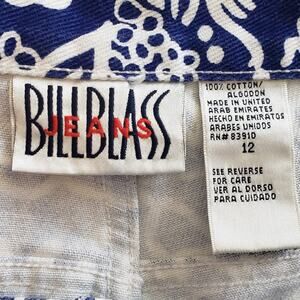 BILLBLASS
JEANS
100% COTTON/
ALGODON
MADE IN UNITED
ARAB EMIRATES
HECHO EN EMIRATOS
ARABES UNIDOS
RN# 83910
12
SEE REVERSE
FOR CARE
VER AL DORSO
PARA CUIDADO